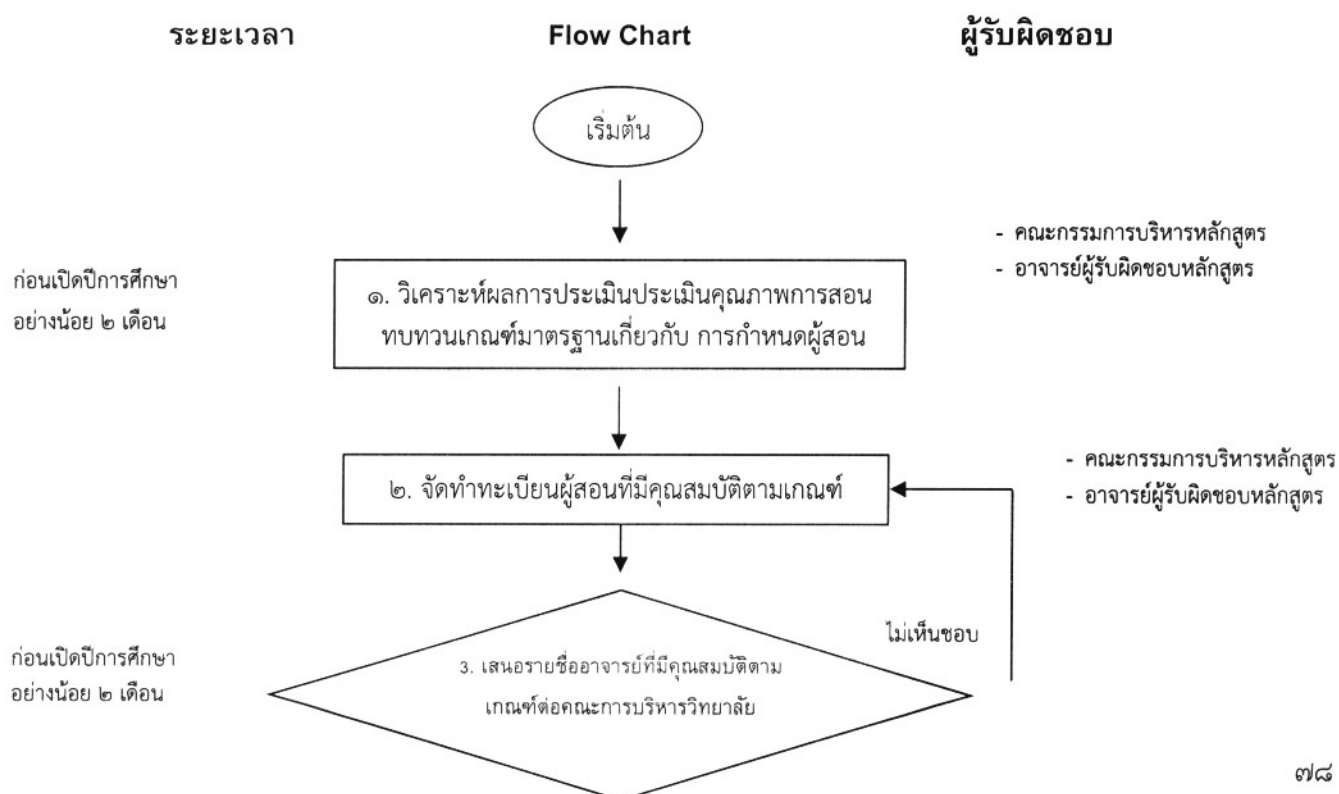 ระยะเวลา Flow Chart ผู้รับผิดชอบ
เริ่มต้น
- คณะกรรมการบริหารหลักสูตร
- อาจารย์ผู้รับผิดชอบหลักสูตร
ก่อนเปิดปีการศึกษา
อย่างน้อย ๒ เดือน
๑. วิเคราะห์ผลการประเมินประเมินคุณภาพการสอน
ทบทวนเกณฑ์มาตรฐานเกี่ยวกับ การกำหนดผู้สอน
- คณะกรรมการบริหารหลักสูตร
- อาจารย์ผู้รับผิดชอบหลักสูตร
๒. จัดทำทะเบียนผู้สอนที่มีคุณสมบัติตามเกณฑ์
ไม่เห็นชอบ
ก่อนเปิดปีการศึกษา
อย่างน้อย ๒ เดือน
3. เสนอรายชื่ออาจารย์ที่มีคุณสมบัติตาม
เกณฑ์ต่อคณะการบริหารวิทยาลัย
๗๘